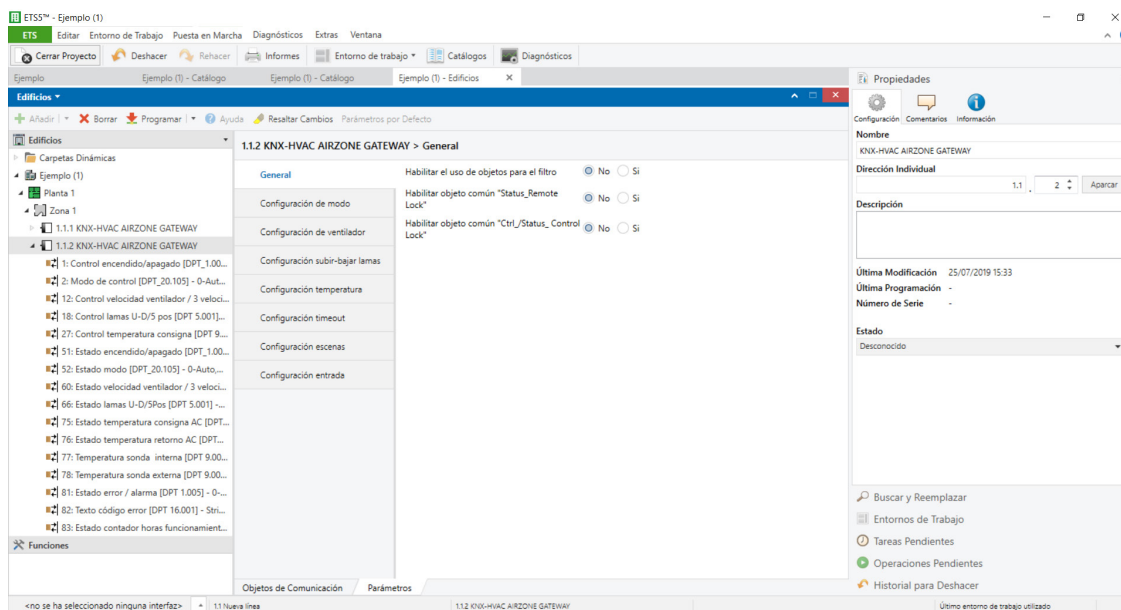 ETS5™ - Ejemplo (1)
ETS Editar Entorno de Trabajo Puesta en Marcha Diagnósticos Extras Ventana
Cerrar Proyecto Deshacer Rehacer Informes Entorno de trabajo Catálogos Diagnósticos
Ejemplo Ejemplo (1) - Catálogo Ejemplo (1) - Catálogo Ejemplo (1) - Edificios
Edificios
Añadir Borrar Programar Ayuda Resaltar Cambios Parámetros por Defecto
Edificios
Carpetas Dinámicas
Ejemplo (1)
Planta 1
Zona 1
1.1.1 KNX-HVAC AIRZONE GATEWAY
1.1.2 KNX-HVAC AIRZONE GATEWAY
1: Control encendido/apagado [DPT_1.00...
2: Modo de control [DPT_20.105] - 0-Aut...
12: Control velocidad ventilador / 3 veloci...
18: Control lamas U-D/5 pos [DPT 5.001]...
27: Control temperatura consigna [DPT 9....
51: Estado encendido/apagado [DPT_1.00...
52: Estado modo [DPT_20.105] - 0-Auto,...
60: Estado velocidad ventilador / 3 veloci...
66: Estado lamas U-D/5Pos [DPT 5.001] -...
75: Estado temperatura consigna AC [DPT...
76: Estado temperatura retorno AC [DPT...
77: Temperatura sonda interna [DPT 9.00...
78: Temperatura sonda externa [DPT 9.00...
81: Estado error / alarma [DPT 1.005] - 0-...
82: Texto código error [DPT 16.001] - Stri...
83: Estado contador horas funcionamient...
Funciones
1.1.2 KNX-HVAC AIRZONE GATEWAY > General
General
Configuración de modo
Configuración de ventilador
Configuración subir-bajar lamas
Configuración temperatura
Configuración timeout
Configuración escenas
Configuración entrada
Habilitar el uso de objetos para el filtro No Si
Habilitar objeto común "Status_Remote
Lock" No Si
Habilitar objeto común "Ctrl_/Status_ Control
Lock" No Si
Objetos de Comunicación Parámetros
Propiedades
Configuración Comentarios Información
Nombre
KNX-HVAC AIRZONE GATEWAY
Dirección Individual
1.1 . 2 Aparcar
Descripción
Última Modificación 25/07/2019 15:33
Última Programación -
Número de Serie -
Estado
Desconocido
Buscar y Reemplazar
Entornos de Trabajo
Tareas Pendientes
Operaciones Pendientes
Historial para Deshacer
<no se ha seleccionado ninguna interfaz> 1.1 Nueva línea 1.1.2 KNX-HVAC AIRZONE GATEWAY Último entorno de trabajo utilizado